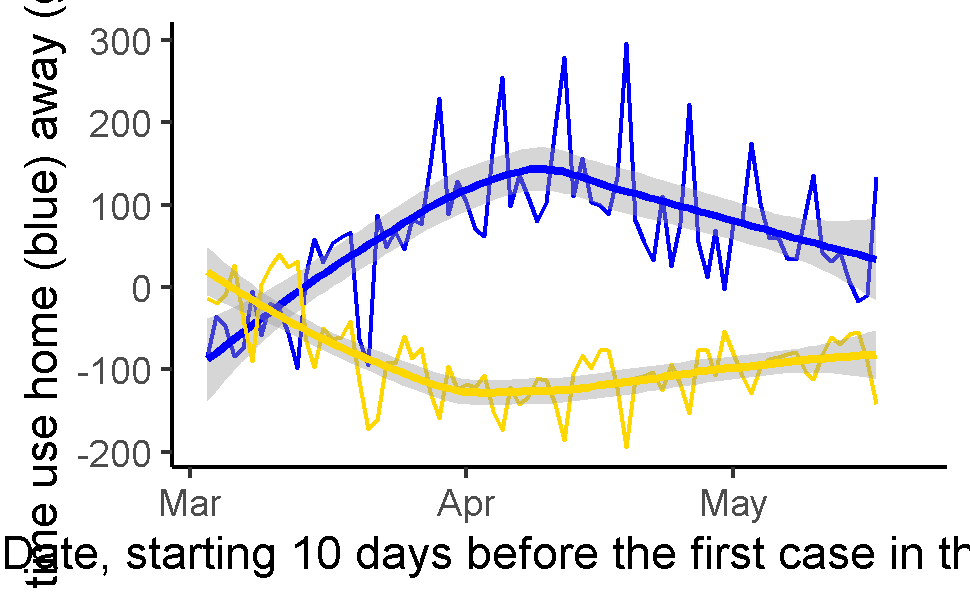 time use home (blue) away (
300
200
100
0
-100
-200
Mar Apr May
Date, starting 10 days before the first case in th